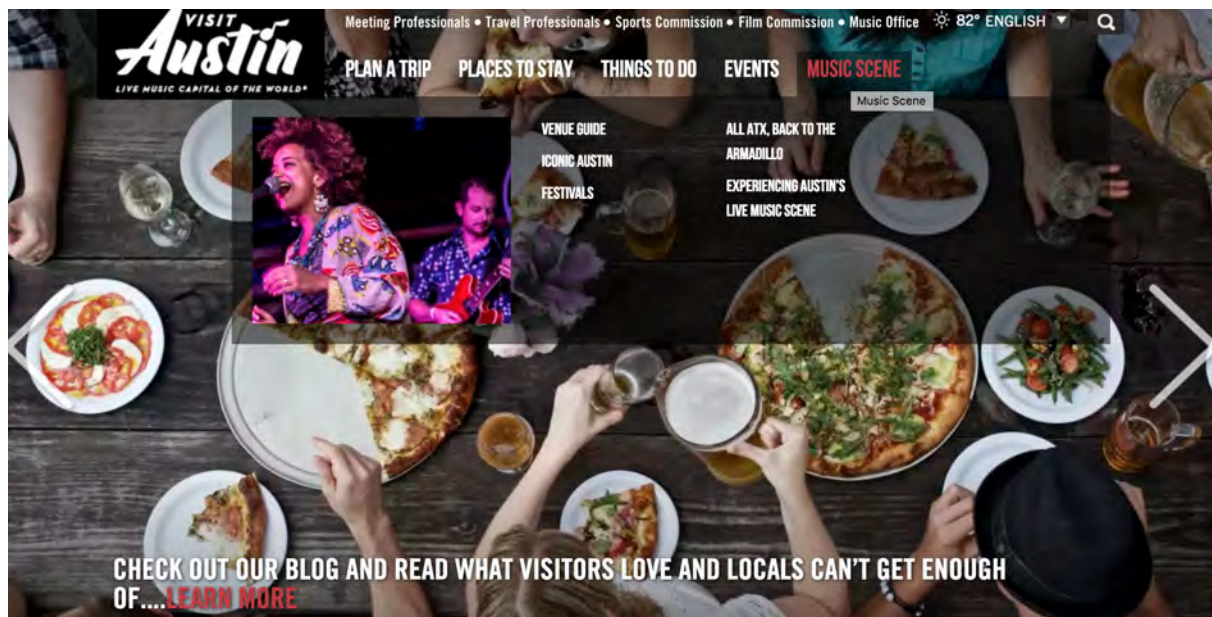 VISIT
Austin
LIVE MUSIC CAPITAL OF THE WORLD®
Meeting Professionals • Travel Professionals • Sports Commission • Film Commission • Music Office 82° ENGLISH ▼
PLAN A TRIP PLACES TO STAY THINGS TO DO EVENTS MUSIC SCENE
Music Scene
VENUE GUIDE
ICONIC AUSTIN
FESTIVALS
ALL ATX, BACK TO THE
ARMADILLO
EXPERIENCING AUSTIN'S
LIVE MUSIC SCENE
CHECK OUT OUR BLOG AND READ WHAT VISITORS LOVE AND LOCALS CAN'T GET ENOUGH
OF....LEARN MORE